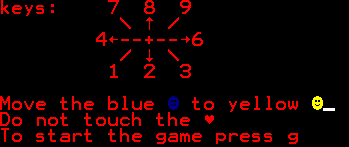 keys: 7 8 9
4 6
1 2 3
Move the blue to yellow
Do not touch the ♥
To start the game press g